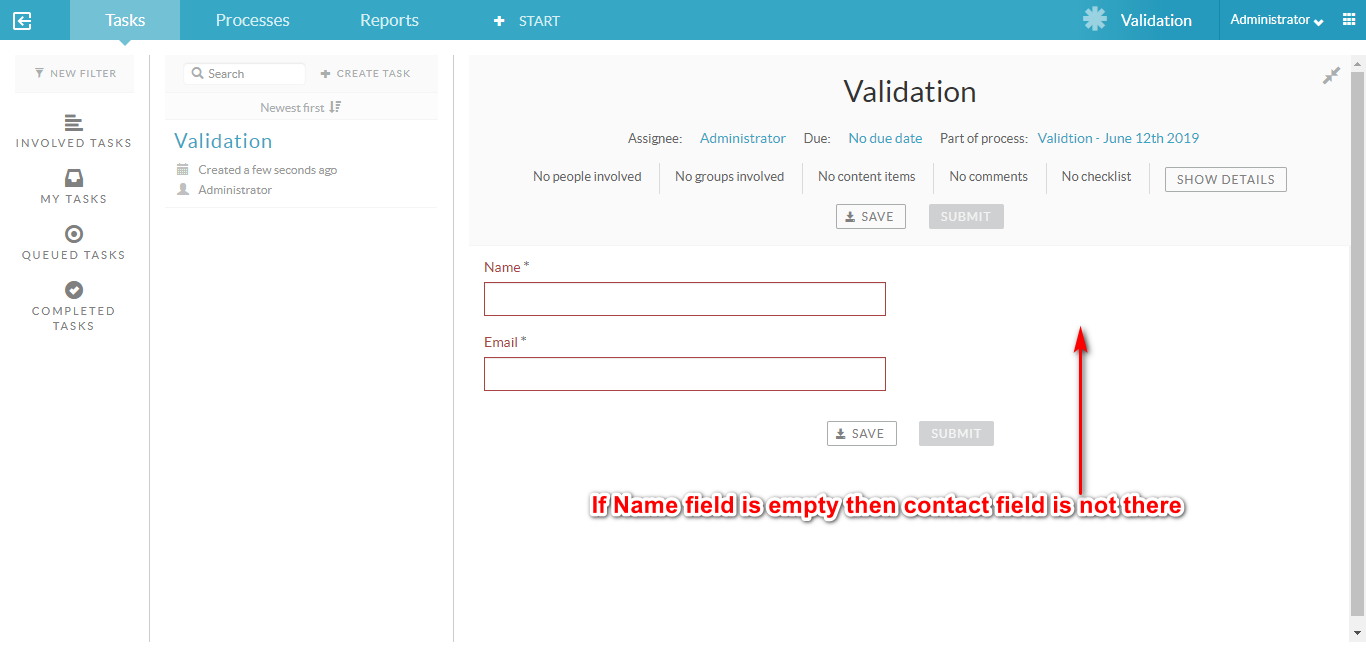 Tasks
Processes
Reports
START
Validation
Administrator
NEW FILTER
INVOLVED TASKS
MY TASKS
QUEUED TASKS
COMPLETED
TASKS
Search
CREATE TASK
Newest first
Validation
Created a few seconds ago
Administrator
Validation
Assignee: Administrator Due: No due date Part of process: Validtion - June 12th 2019
No people involved No groups involved No content items No comments No checklist SHOW DETAILS
SAVE SUBMIT
Name *
Email *
SAVE SUBMIT
If Name field is empty then contact field is not there